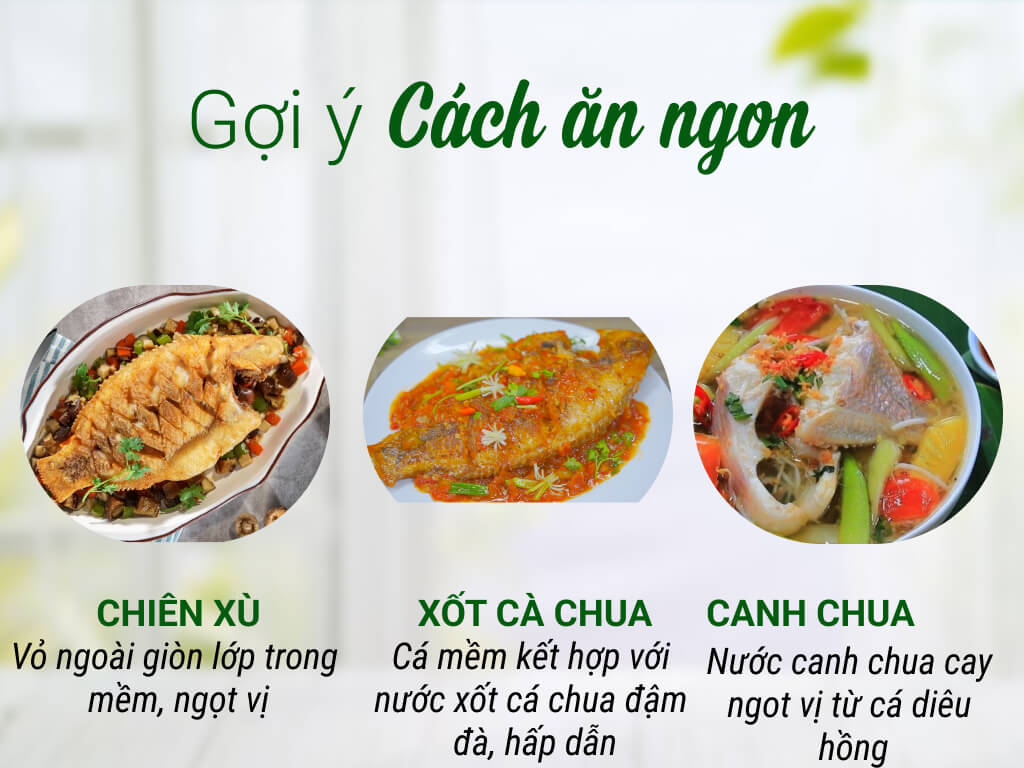 Gợi ý Cách ăn ngon
CHIÊN XÙ
Vỏ ngoài giòn lớp trong
mềm, ngọt vị
XỐT CÀ CHUA
Cá mềm kết hợp với
nước xốt cá chua đậm
đà, hấp dẫn
CANH CHUA
Nước canh chua cay
ngot vị từ cá diêu
hồng